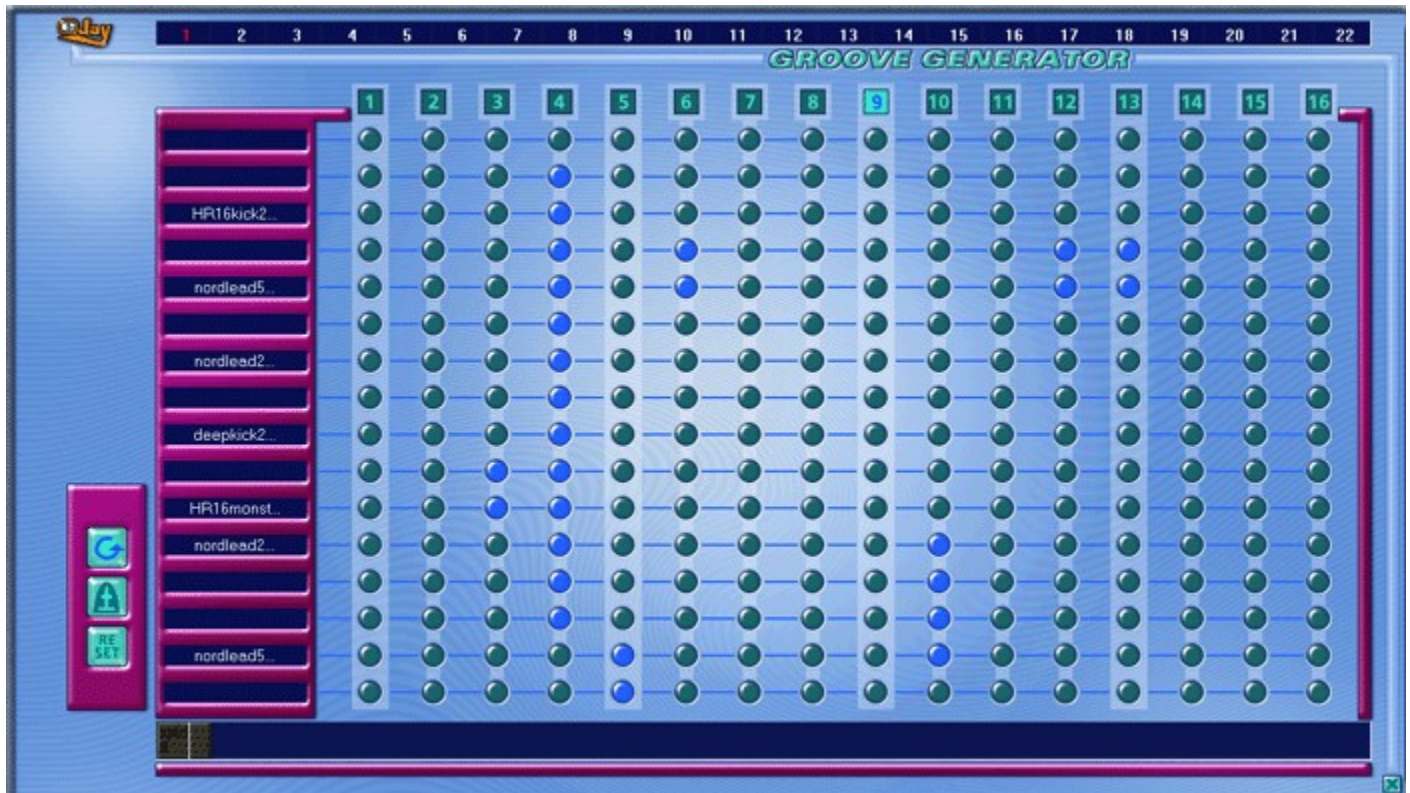 eJay
1 2 3 4 5 6 7 8 9 10 11 12 13 14 15 16 17 18 19 20 21 22
GROOVE GENERATOR
1 2 3 4 5 6 7 8 9 10 11 12 13 14 15 16
HR16kick2...
nordlead5...
nordlead2...
deepkick2...
HR16monst...
nordlead2...
nordlead5...
RE
SET